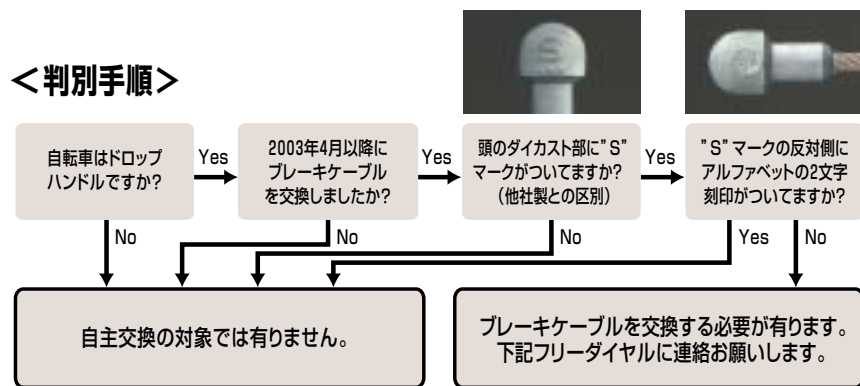 ＜判別手順＞
自転車はドロップ
ハンドルですか？
Yes
2003年4月以降に
ブレーキケーブル
を交換しましたか？
Yes
頭のダイカスト部に”S”
マークがついてますか？
（他社製との区別）
Yes
”S”マークの反対側に
アルファベットの2文字
刻印がついてますか？
No
No
No
Yes
No
自主交換の対象では有りません。
ブレーキケーブルを交換する必要が有ります。
下記フリーダイヤルに連絡お願いします。